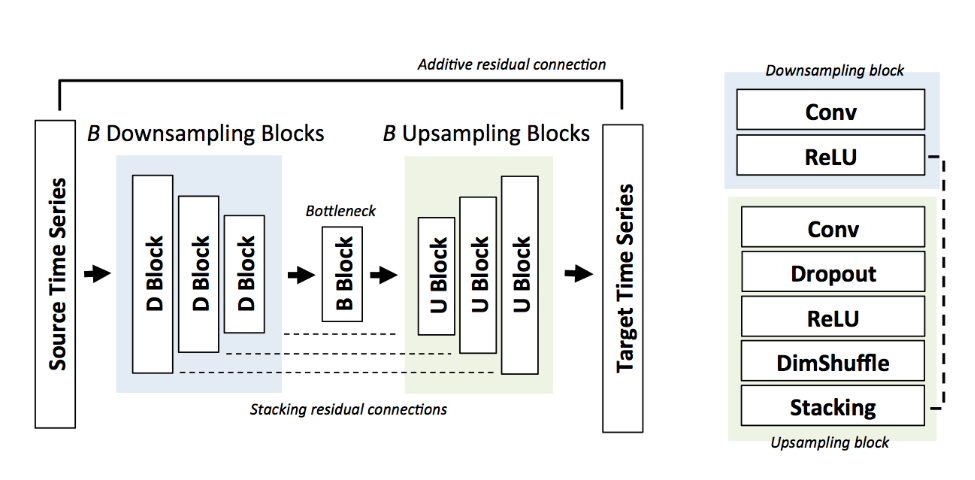 Additive residual connection
B Downsampling Blocks
B Upsampling Blocks
Source Time Series
D Block
D Block
D Block
Bottleneck
B Block
U Block
U Block
U Block
Target Time Series
Stacking residual connections
Downsampling block
Conv
ReLU
Conv
Dropout
ReLU
DimShuffle
Stacking
Upsampling block